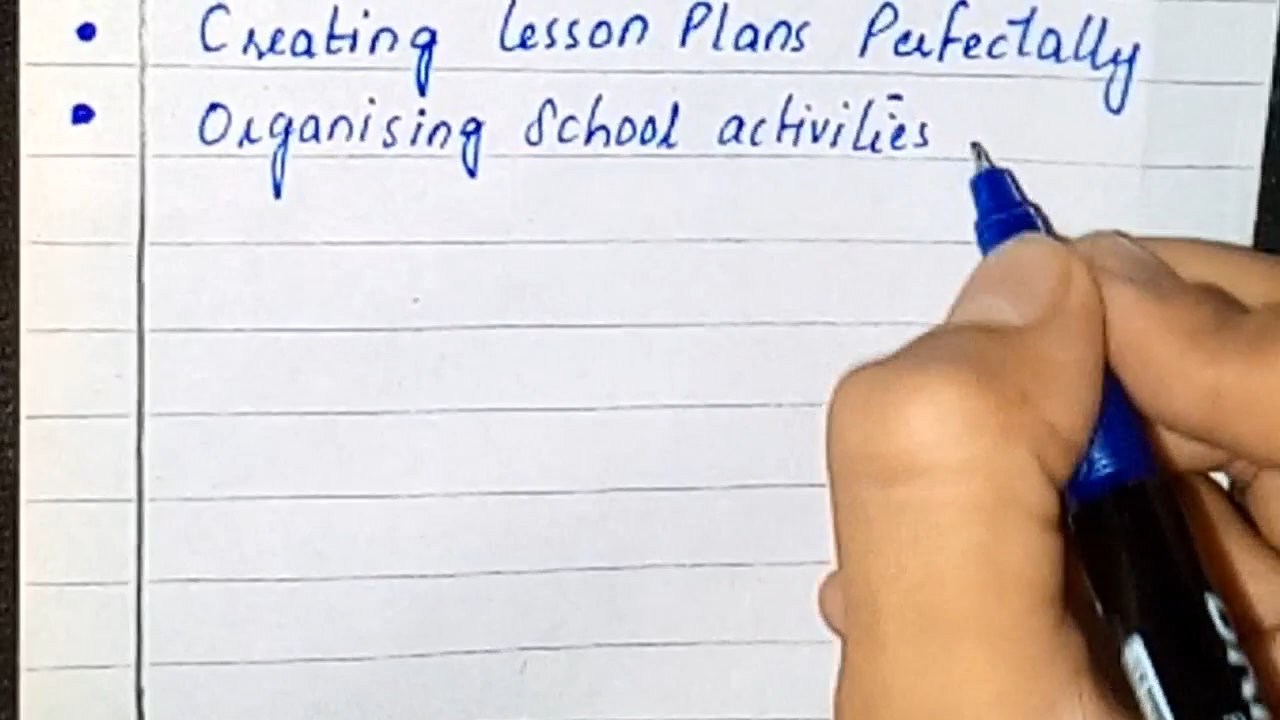 • Creating lesson Plans Perfectally
• Organising School activities